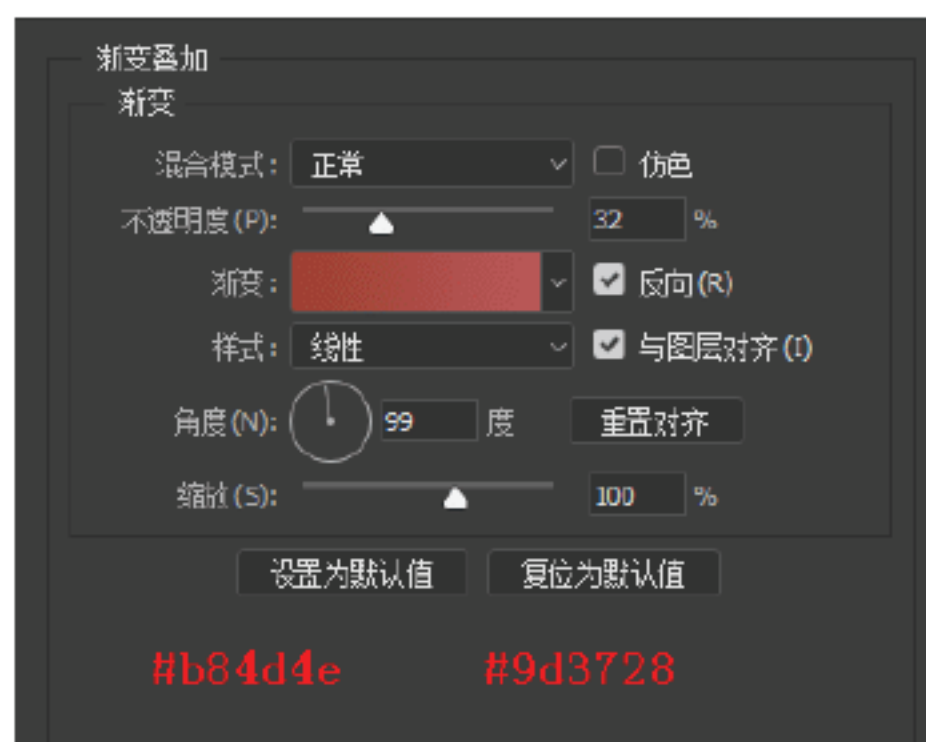 渐变叠加
渐变
混合模式: 正常 仿色
不透明度(P): 32 %
渐变: 反向(R)
样式: 线性 与图层对齐(I)
角度(N): 99 度 重置对齐
缩放(S): 100 %
设置为默认值 复位为默认值
#b84d4e #9d3728